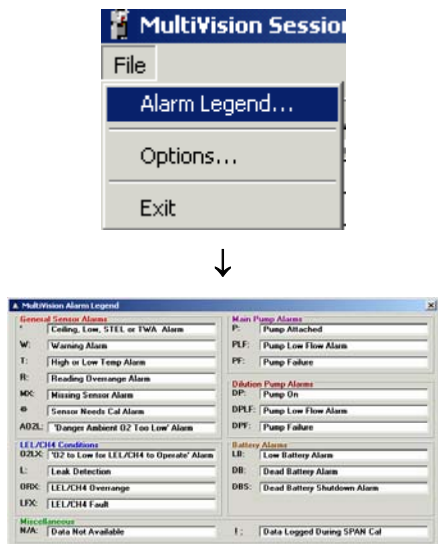 MultiVision Session
File
Alarm Legend...
Options...
Exit
MultiVision Alarm Legend
General Sensor Alarms
* Ceiling, Low, STEL or TWA Alarm
W: Warning Alarm
T: High or Low Temp Alarm
R: Reading Overrange Alarm
MX: Missing Sensor Alarm
Sensor Needs Cal Alarm
AO2L: 'Danger Ambient O2 Too Low' Alarm
LEL/CH4 Conditions
O2LX: 'O2 to Low for LEL/CH4 to Operate' Alarm
L: Leak Detection
ORX: LEL/CH4 Overrange
LFX: LEL/CH4 Fault
Miscellaneous
N/A: Data Not Available
Main Pump Alarms
P: Pump Attached
PLF: Pump Low Flow Alarm
PF: Pump Failure
Dilution Pump Alarms
DP: Pump On
DPLF: Pump Low Flow Alarm
DPF: Pump Failure
Battery Alarms
LB: Low Battery Alarm
DB: Dead Battery Alarm
DBS: Dead Battery Shutdown Alarm
! : Data Logged During SPAN Cal